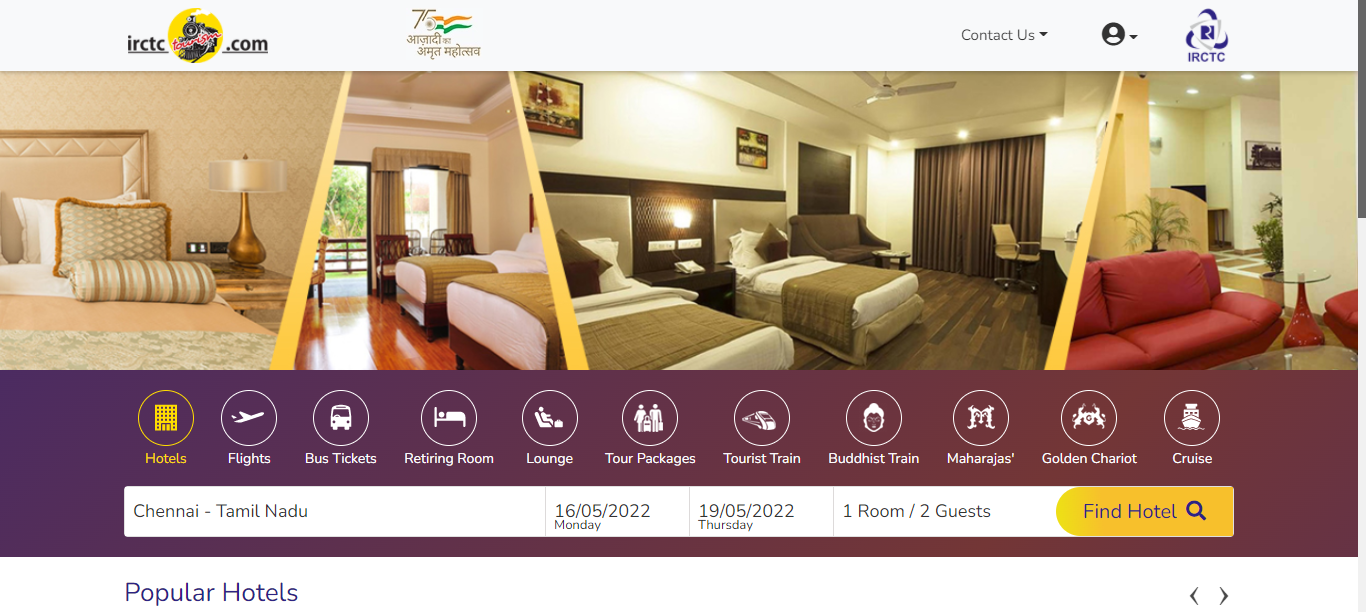 irctc tourism .com
75
आज़ादी का
अमृत महोत्सव
Contact Us
IRCTC
Hotels
Flights
Bus Tickets
Retiring Room
Lounge
Tour Packages
Tourist Train
Buddhist Train
Maharajas'
Golden Chariot
Cruise
Chennai - Tamil Nadu
16/05/2022
Monday
19/05/2022
Thursday
1 Room / 2 Guests
Find Hotel
Popular Hotels